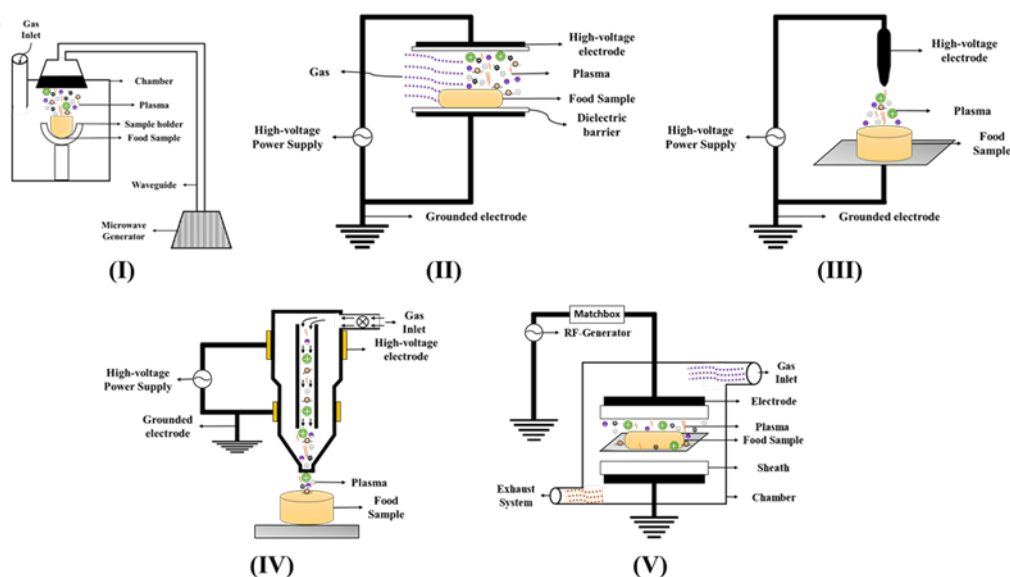 Gas
Inlet
Chamber
Plasma
Sample holder
Food Sample
Waveguide
Microwave
Generator
(I)
High-voltage
electrode
Gas
Plasma
Food Sample
Dielectric
barrier
High-voltage
Power Supply
Grounded electrode
(II)
High-voltage
electrode
Plasma
High-voltage
Power Supply
Food
Sample
Grounded electrode
(III)
Gas
Inlet
High-voltage
electrode
High-voltage
Power Supply
Grounded
electrode
Plasma
Food
Sample
(IV)
Matchbox
RF-Generator
Gas
Inlet
Electrode
Plasma
Food Sample
Sheath
Exhaust
System
Chamber
(V)